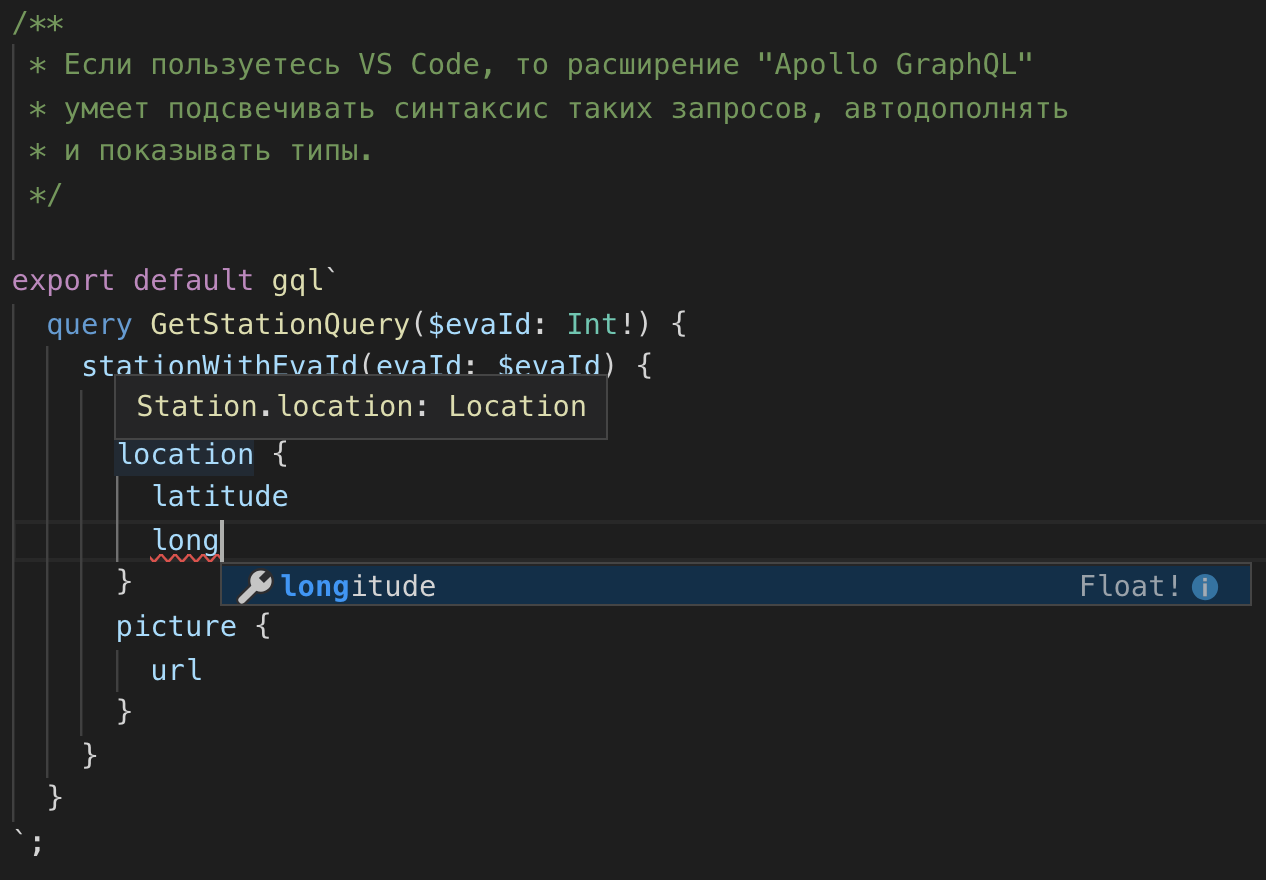 /**
 * Если пользуетесь VS Code, то расширение "Apollo GraphQL"
 * умеет подсвечивать синтаксис таких запросов, автодополнять
 * и показывать типы.
 */
export default gql`
  query GetStationQuery($evaId: Int!) {
    stationWithEvaId(evaId: $evaId) {
Station.location: Location
      location {
        latitude
        long
      }
longitude Float!
      picture {
        url
      }
    }
  }
`;